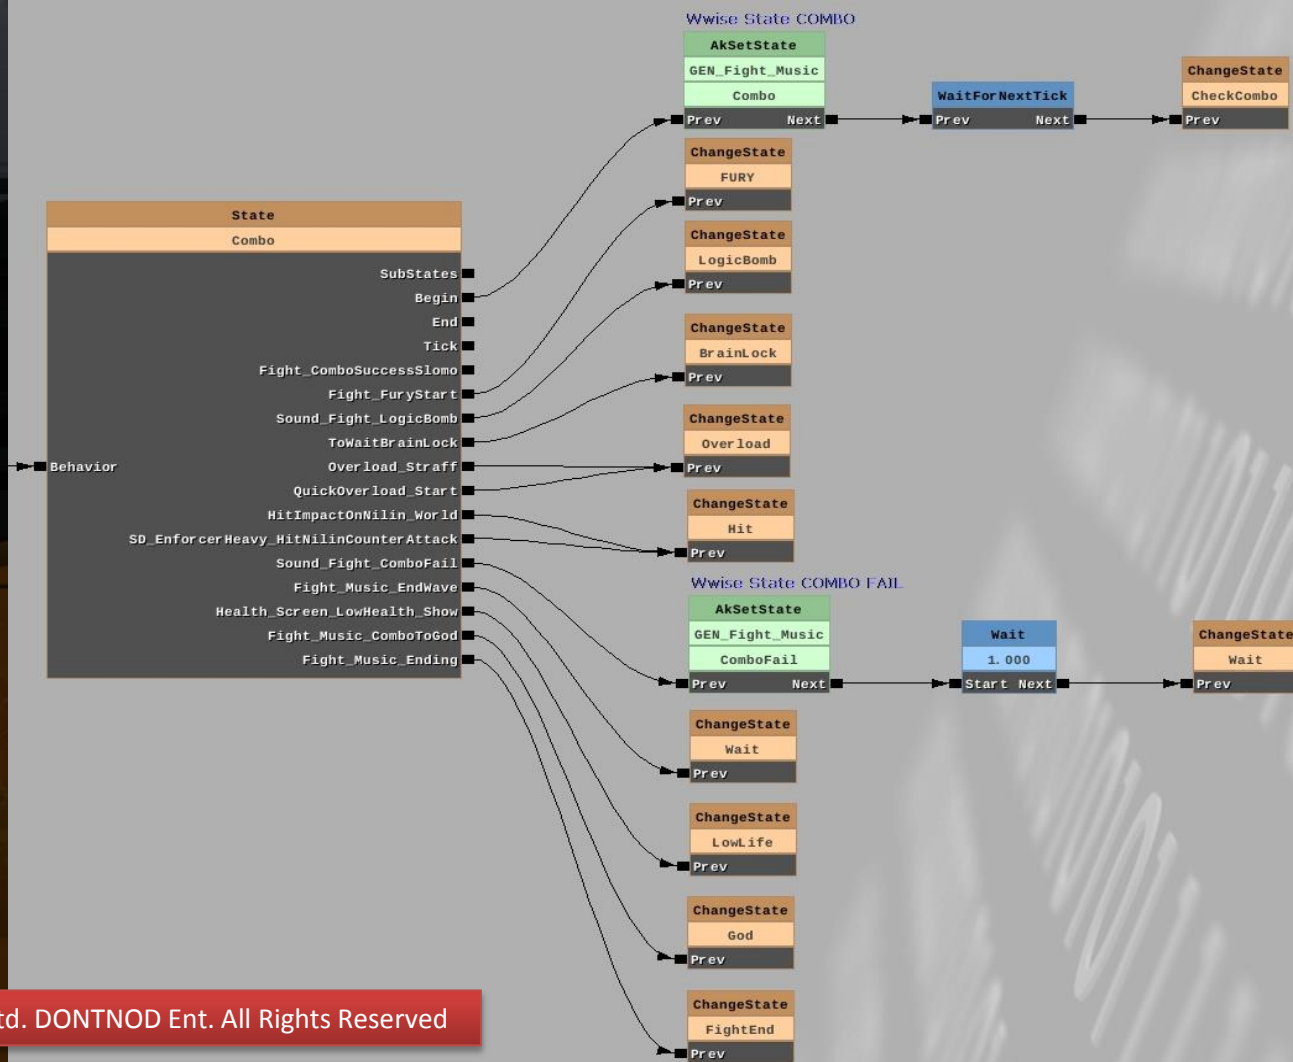 Wwise State COMBO
AkSetState
GEN_Fight_Music
Combo
Prev Next
WaitForNextTick
Prev Next
ChangeState
CheckCombo
Prev
ChangeState
FURY
Prev
ChangeState
LogicBomb
Prev
ChangeState
BrainLock
Prev
ChangeState
Overload
Prev
ChangeState
Hit
Prev
State
Combo
SubStates
Begin
End
Tick
Fight_ComboSuccessSlomo
Fight_FuryStart
Sound_Fight_LogicBomb
ToWaitBrainLock
Behavior
Overload_Straff
QuickOverload_Start
HitImpactOnNilin_World
SD_EnforcerHeavy_HitNilinCounterAttack
Sound_Fight_ComboFail
Fight_Music_EndWave
Health_Screen_LowHealth_Show
Fight_Music_ComboToGod
Fight_Music_Ending
Wwise State COMBO FAIL
AkSetState
GEN_Fight_Music
ComboFail
Prev Next
Wait
1.000
Start Next
ChangeState
Wait
Prev
ChangeState
Wait
Prev
ChangeState
LowLife
Prev
ChangeState
God
Prev
ChangeState
FightEnd
Prev
td. DONTNOD Ent. All Rights Reserved